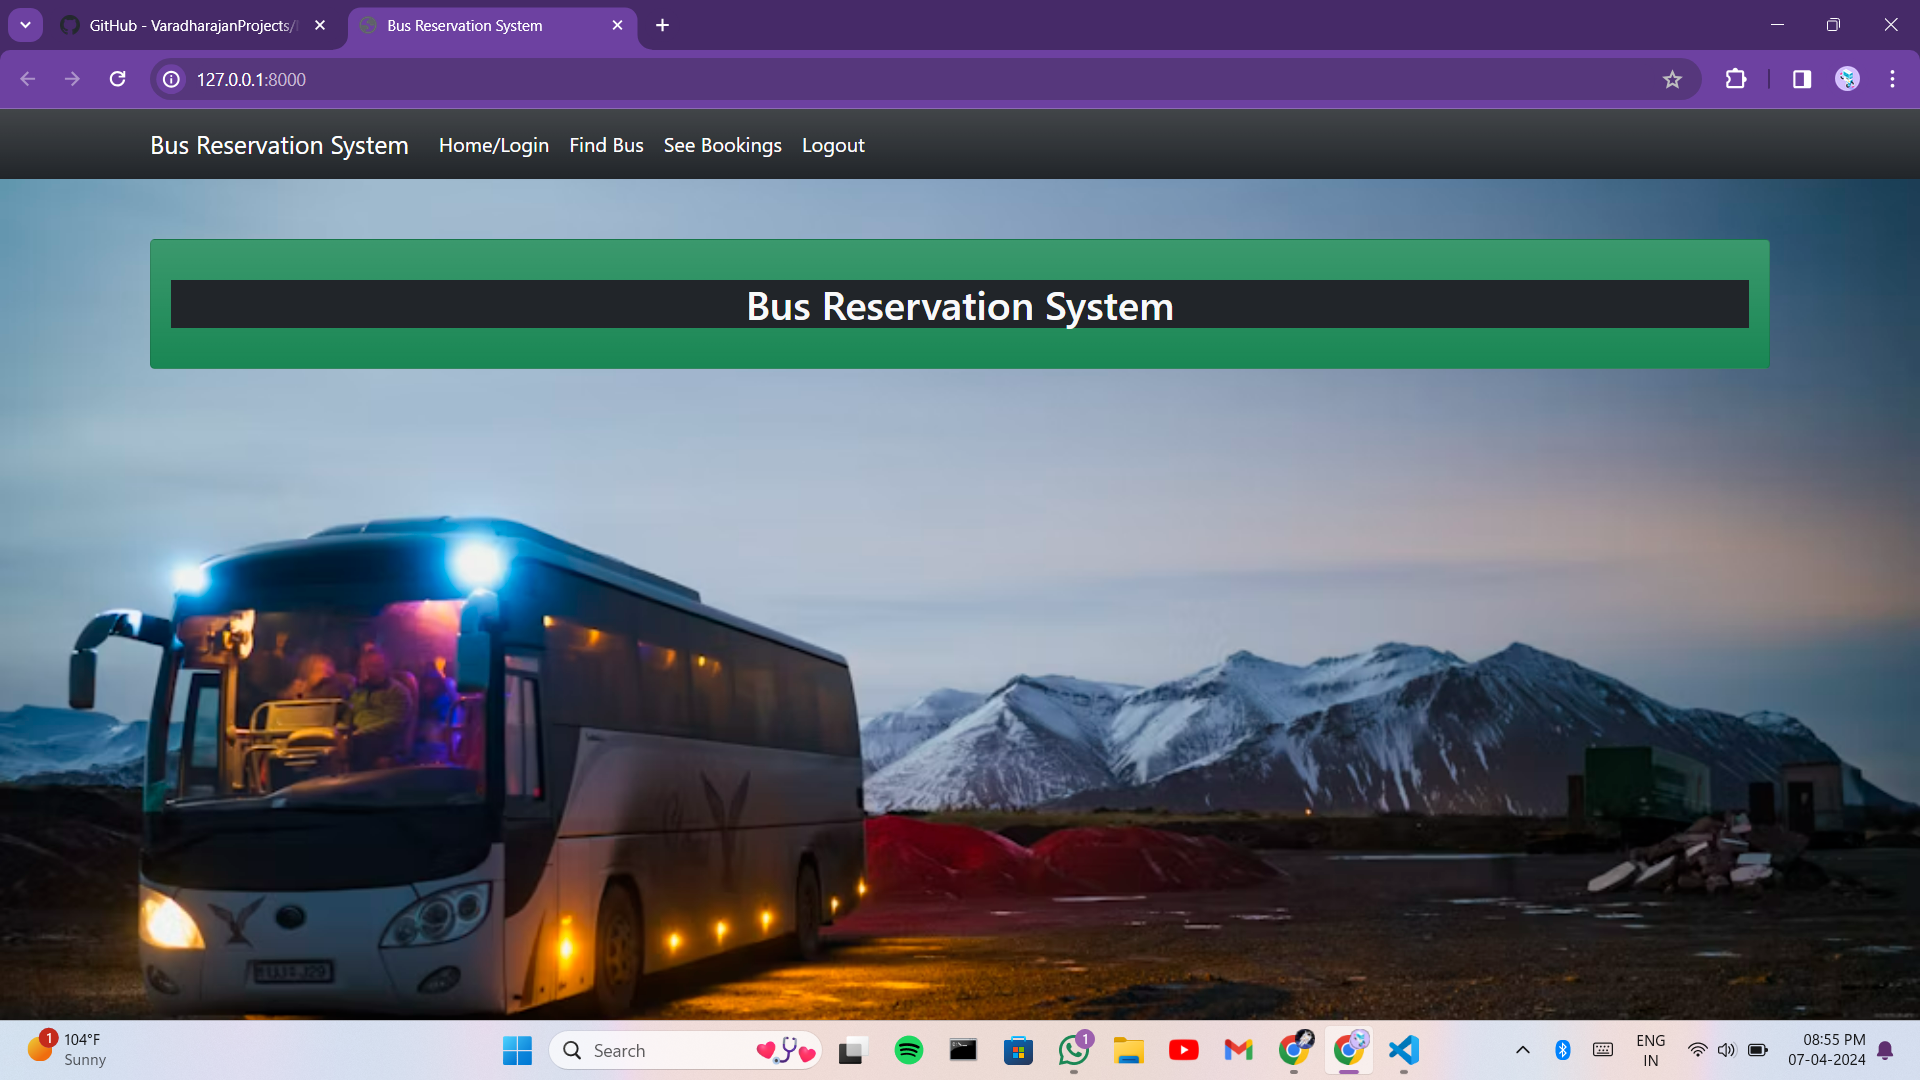 GitHub - VaradharajanProjects/
Bus Reservation System
127.0.0.1:8000
Bus Reservation System Home/Login Find Bus See Bookings Logout
Bus Reservation System
1
104°F
Sunny
Search
1
ENG
IN
08:55 PM
07-04-2024